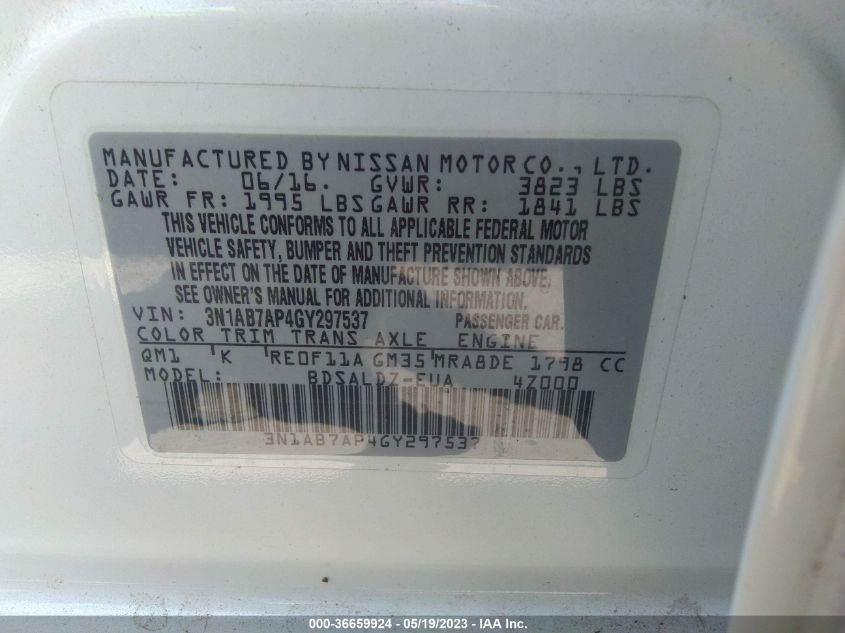 MANUFACTURED BY NISSAN MOTOR CO., LTD.
DATE: 06/16. GVWR: 3823 LBS
GAWR FR: 1995 LBS GAWR RR: 1841 LBS
THIS VEHICLE CONFORMS TO ALL APPLICABLE FEDERAL MOTOR
VEHICLE SAFETY, BUMPER AND THEFT PREVENTION STANDARDS
IN EFFECT ON THE DATE OF MANUFACTURE SHOWN ABOVE,
SEE OWNER'S MANUAL FOR ADDITIONAL INFORMATION.
VIN: 3N1AB7AP4GY297537 PASSENGER CAR.
COLOR TRIM TRANS AXLE ENGINE
QM1 K RE0F11A GM35 MRA8DE 1798 CC
MODEL: BDSALDZ-EUA 4Z000
3N1AB7AP4GY297537
000-36659924 - 05/19/2023 - IAA Inc.